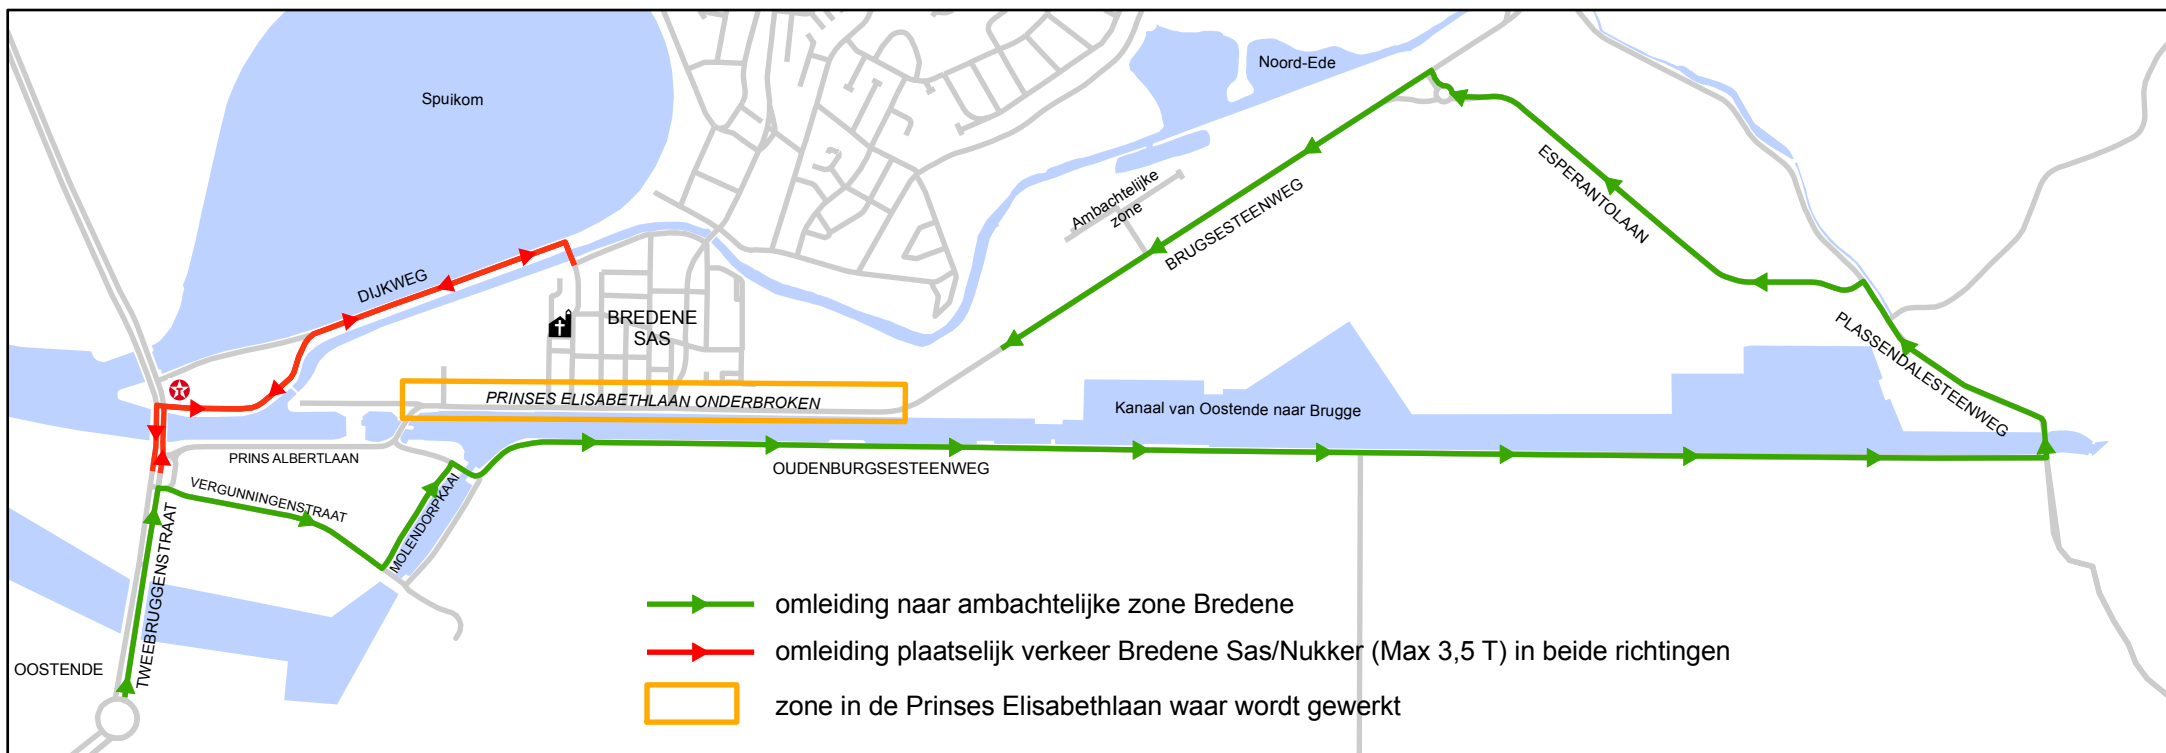 Spuikom
Noord-Ede
Ambachtelijke
zone
BRUGSESTEENWEG
ESPERANTOLAAN
DIJKWEG
BREDENE
SAS
PLASSENDALESTEENWEG
PRINSES ELISABETHLAAN ONDERBROKEN
Kanaal van Oostende naar Brugge
PRINS ALBERTLAAN
OUDENBURGSESTEENWEG
VERGUNNINGENSTRAAT
MOLENDORPKAAI
TWEEBRUGGENSTRAAT
OOSTENDE
omleiding naar ambachtelijke zone Bredene
omleiding plaatselijk verkeer Bredene Sas/Nukker (Max 3,5 T) in beide richtingen
zone in de Prinses Elisabethlaan waar wordt gewerkt